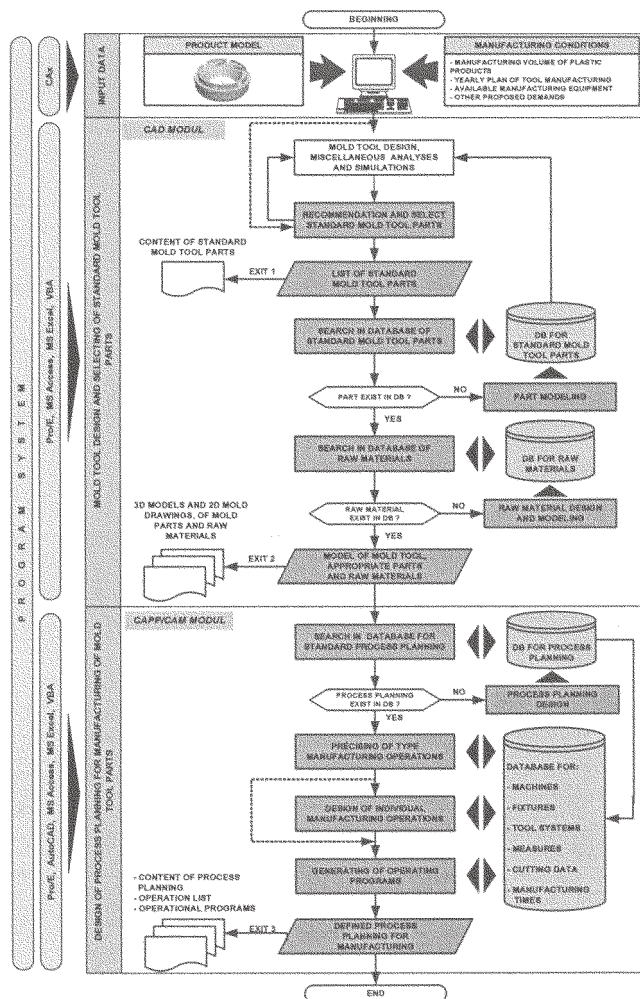 BEGINNING
PRODUCT MODEL
MANUFACTURING CONDITIONS
- MANUFACTURING VOLUME OF PLASTIC
PRODUCTS
- YEARLY PLAN OF TOOL MANUFACTURING
- AVAILABLE MANUFACTURING EQUIPMENT
- OTHER PROPOSED DEMANDS
PROGRAM SYSTEM
CAx
INPUT DATA
Pro/E, MS Access, MS Excel, VBA
MOLD TOOL DESIGN AND SELECTING OF STANDARD MOLD TOOL
PARTS
CAD MODUL
MOLD TOOL DESIGN,
MISCELLANEOUS ANALYSES
AND SIMULATIONS
RECOMMENDATION AND SELECT
STANDARD MOLD TOOL PARTS
CONTENT OF STANDARD
MOLD TOOL PARTS
EXIT 1
LIST OF STANDARD
MOLD TOOL PARTS
SEARCH IN DATABASE OF
STANDARD MOLD TOOL PARTS
DB FOR
STANDARD MOLD
TOOL PARTS
PART EXIST IN DB ?
NO
PART MODELING
YES
SEARCH IN DATABASE OF
RAW MATERIALS
DB FOR RAW
MATERIALS
3D MODELS AND 2D MOLD
DRAWINGS, OF MOLD
PARTS AND RAW
MATERIALS
RAW MATERIAL
EXIST IN DB ?
NO
RAW MATERIAL DESIGN
AND MODELING
YES
EXIT 2
MODEL OF MOLD TOOL,
APPROPRIATE PARTS
AND RAW MATERIALS
Pro/E, AutoCAD, MS Access, MS Excel, VBA
DESIGN OF PROCESS PLANNING FOR MANUFACTURING OF MOLD
TOOL PARTS
CAPP/CAM MODUL
SEARCH IN DATABASE FOR
STANDARD PROCESS PLANNING
DB FOR PROCESS
PLANNING
PROCESS PLANNING
EXIST IN DB ?
NO
PROCESS PLANNING
DESIGN
YES
PRECISING OF TYPE
MANUFACTURING OPERATIONS
DESIGN OF INDIVIDUAL
MANUFACTURING OPERATIONS
GENERATING OF OPERATING
PROGRAMS
DATABASE FOR:
- MACHINES
- FIXTURES
- TOOL SYSTEMS
- MEASURES
- CUTTING DATA
- MANUFACTURING
TIMES
- CONTENT OF PROCESS
PLANNING
- OPERATION LIST
- OPERATIONAL PROGRAMS
EXIT 3
DEFINED PROCESS
PLANNING FOR
MANUFACTURING
END